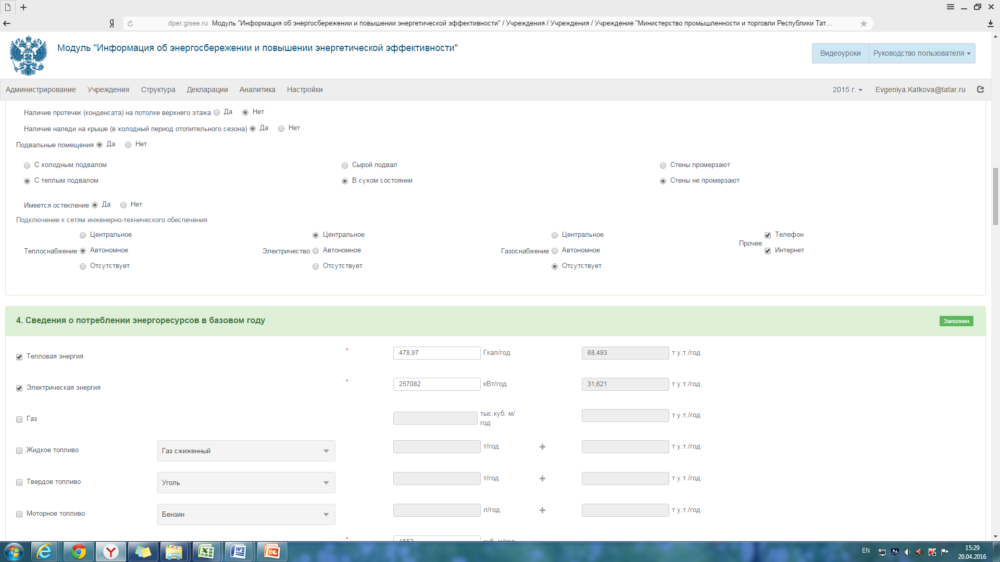 Я dper.gisee.ru Модуль "Информация об энергосбережении и повышении энергетической эффективности" / Учреждения / Учреждения / Учреждение "Министерство промышленности и торговли Республики Тат...
Модуль "Информация об энергосбережении и повышении энергетической эффективности"
Видеоуроки Руководство пользователя
Администрирование Учреждения Структура Декларации Аналитика Настройки 2015 г. Evgeniya.Katkova@tatar.ru
Наличие протечек (конденсата) на потолке верхнего этажа Да Нет
Наличие наледи на крыше (в холодный период отопительного сезона) Да Нет
Подвальные помещения Да Нет
С холодным подвалом Сырой подвал Стены промерзают
С теплым подвалом В сухом состоянии Стены не промерзают
Имеется остекление Да Нет
Подключение к сетям инженерно-технического обеспечения
Центральное Центральное Центральное Телефон
Прочее
Теплоснабжение Автономное Электричество Автономное Газоснабжение Автономное Интернет
Отсутствует Отсутствует Отсутствует
4. Сведения о потреблении энергоресурсов в базовом году Заполнен
Тепловая энергия * 478,97 Гкал/год 68,493 т у.т./год
Электрическая энергия * 257082 кВт/год 31,621 т у.т./год
Газ тыс.куб. м/ т у.т./год
год
Жидкое топливо Газ сжиженный т/год + т у.т./год
Твердое топливо Уголь т/год + т у.т./год
Моторное топливо Бензин л/год + т у.т./год
* 1552 куб. м/год
EN 15:29
20.04.2016